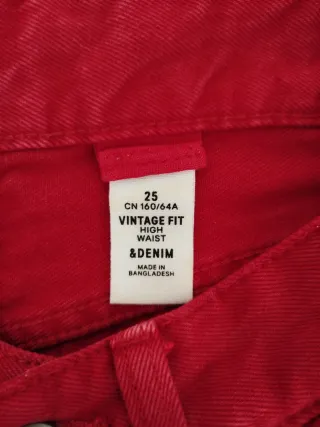 25
CN 160/64A
VINTAGE FIT
HIGH
WAIST
&DENIM
MADE IN
BANGLADESH